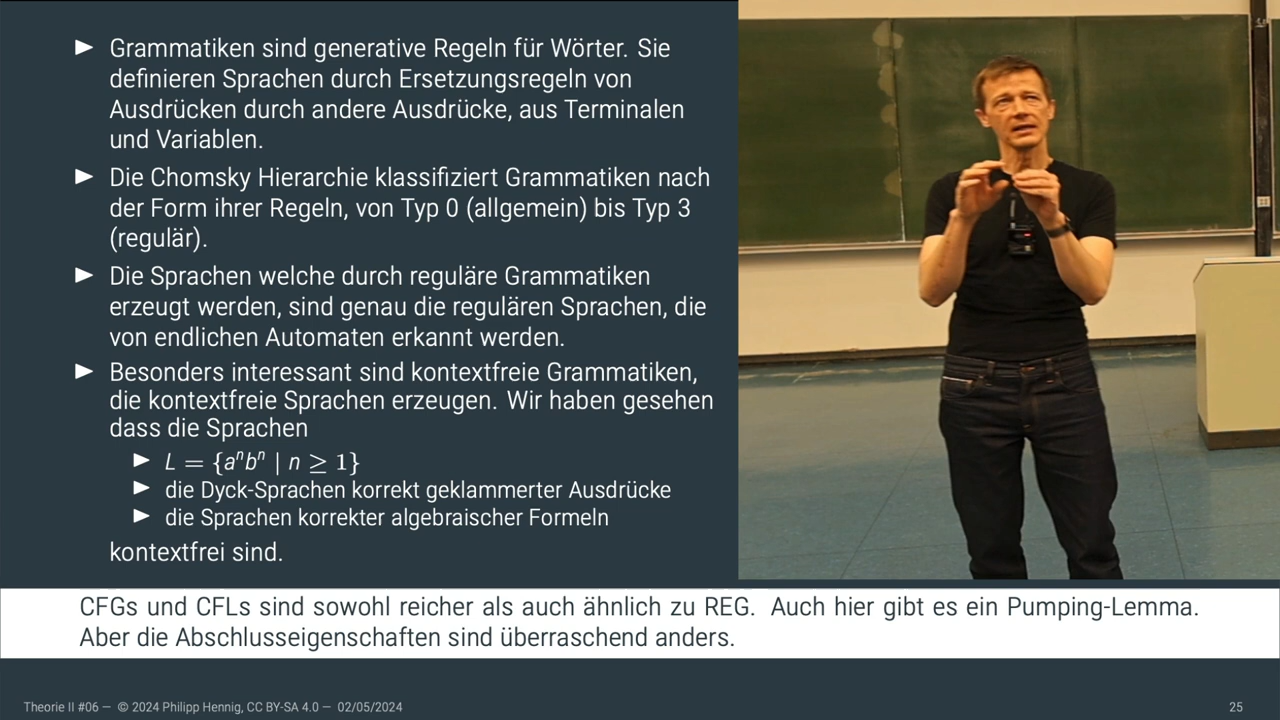 ► Grammatiken sind generative Regeln für Wörter. Sie
definieren Sprachen durch Ersetzungsregeln von
Ausdrücken durch andere Ausdrücke, aus Terminalen
und Variablen.
► Die Chomsky Hierarchie klassifiziert Grammatiken nach
der Form ihrer Regeln, von Typ 0 (allgemein) bis Typ 3
(regulär).
► Die Sprachen welche durch reguläre Grammatiken
erzeugt werden, sind genau die regulären Sprachen, die
von endlichen Automaten erkannt werden.
► Besonders interessant sind kontextfreie Grammatiken,
die kontextfreie Sprachen erzeugen. Wir haben gesehen
dass die Sprachen
► L = {aⁿbⁿ | n ≥ 1}
► die Dyck-Sprachen korrekt geklammerter Ausdrücke
► die Sprachen korrekter algebraischer Formeln
kontextfrei sind.
CFGs und CFLs sind sowohl reicher als auch ähnlich zu REG. Auch hier gibt es ein Pumping-Lemma.
Aber die Abschlusseigenschaften sind überraschend anders.
Theorie II #06 — © 2024 Philipp Hennig, CC BY-SA 4.0 — 02/05/2024
25